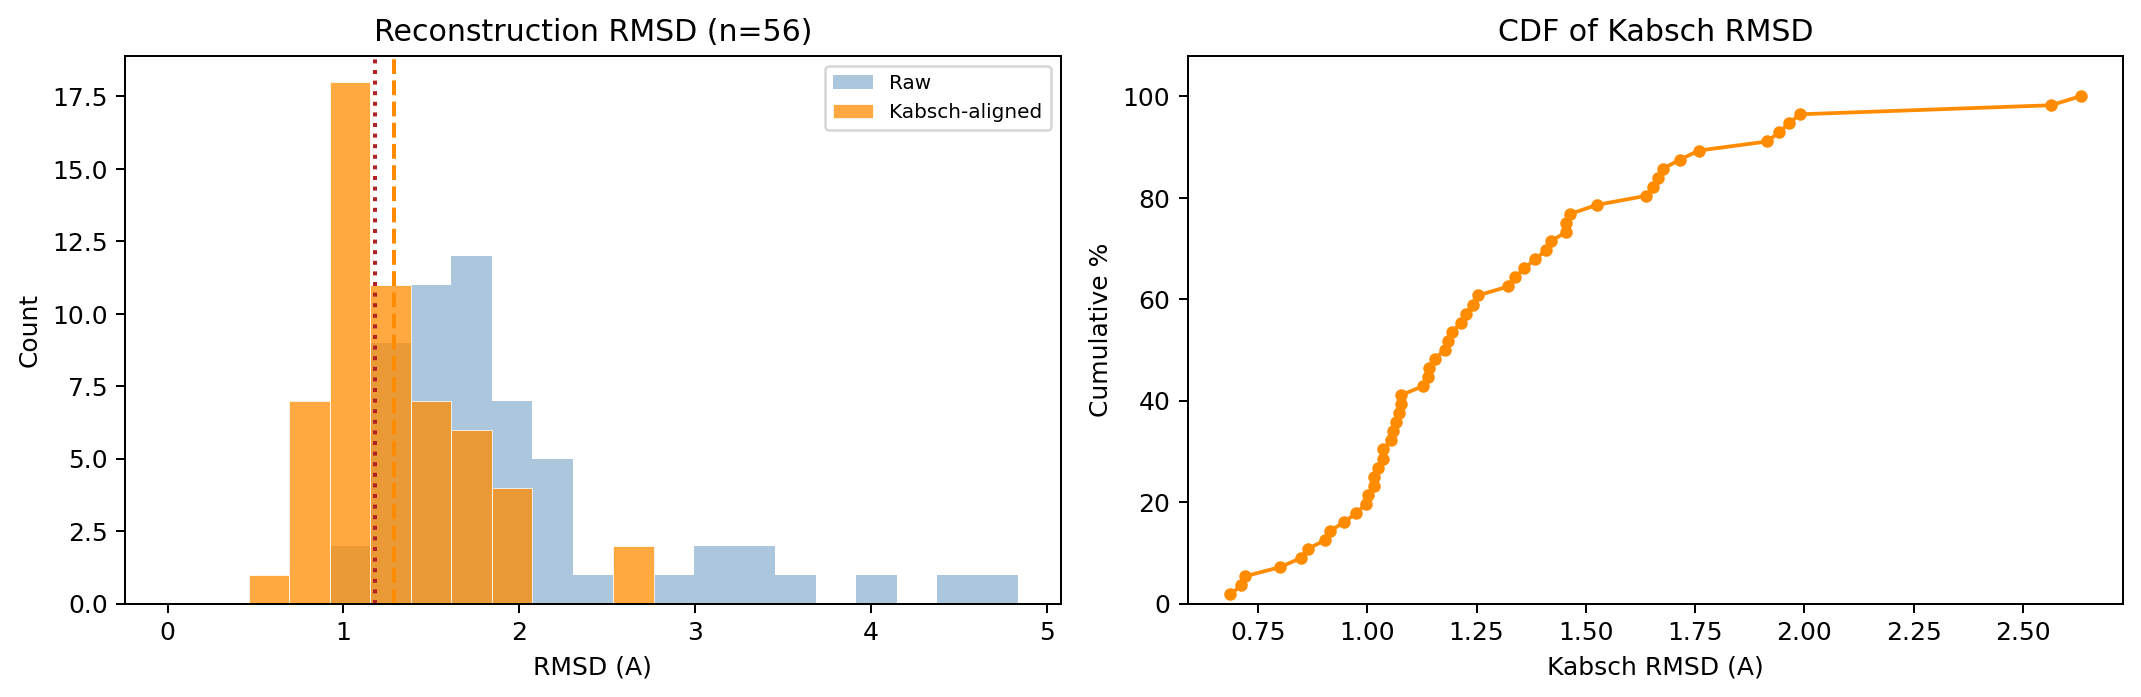 Reconstruction RMSD (n=56)
Raw
Kabsch-aligned
Count
17.5
15.0
12.5
10.0
7.5
5.0
2.5
0.0
0 1 2 3 4 5
RMSD (A)
CDF of Kabsch RMSD
Cumulative %
100
80
60
40
20
0
0.75 1.00 1.25 1.50 1.75 2.00 2.25 2.50
Kabsch RMSD (A)